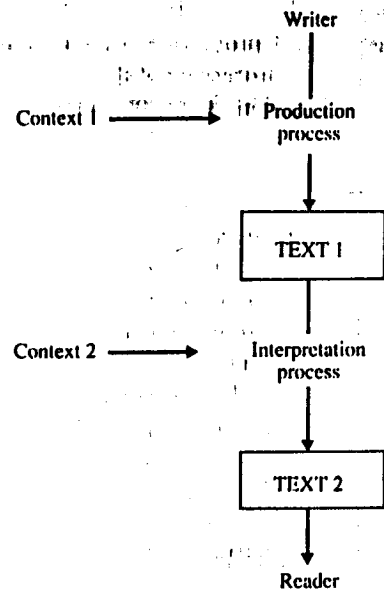 Writer
Context 1
Production
process
TEXT 1
Context 2
Interpretation
process
TEXT 2
Reader